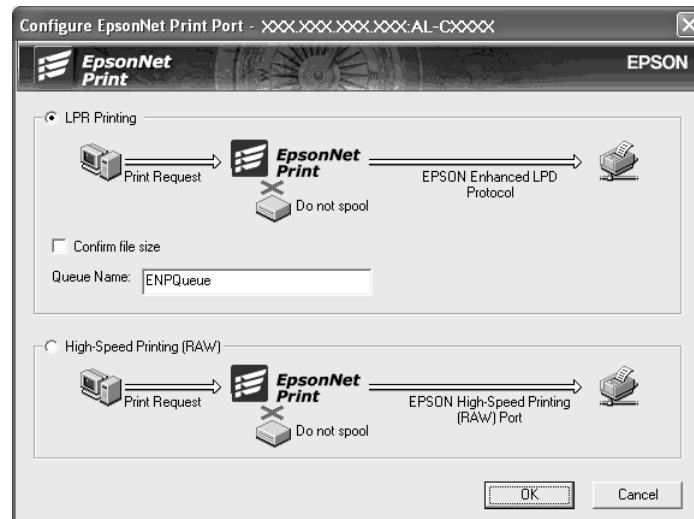 Configure EpsonNet Print Port - XXX.XXX.XXX.XXX:AL-CXXXX
EpsonNet
Print
EPSON
LPR Printing
Print Request
EpsonNet
Print
Do not spool
EPSON Enhanced LPD
Protocol
Confirm file size
Queue Name: ENPQueue
High-Speed Printing (RAW)
Print Request
EpsonNet
Print
Do not spool
EPSON High-Speed Printing
(RAW) Port
OK Cancel